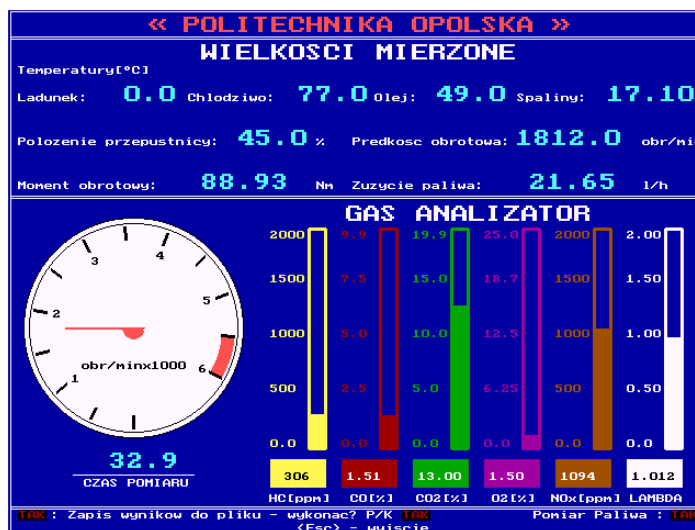 « POLITECHNIKA OPOLSKA »
WIELKOSCI MIERZONE
Temperatury[°C]
Ladunek: 0.0 Chlodziwo: 77.0 Olej: 49.0 Spaliny: 17.10
Polozenie przepustnicy: 45.0 % Predkosc obrotowa: 1812.0 obr/min
Moment obrotowy: 88.93 Nm Zuzycie paliwa: 21.65 l/h
GAS ANALIZATOR
2000 9.9 19.9 25.0 2000 2.00
1500 7.5 15.0 18.7 1500 1.50
1000 5.0 10.0 12.5 1000 1.00
500 2.5 5.0 6.25 500 0.50
0.0 0.0 0.0 0.0 0.0 0.0
1 2 3 4 5 6
obr/minx1000
32.9
CZAS POMIARU
306 1.51 13.00 1.50 1094 1.012
HC[ppm] CO[%] CO2[%] O2[%] NOx[ppm] LAMBDA
TAK : Zapis wynikow do pliku - wykonac? P/K TAK Pomiar Paliwa : TAK
(Esc) - wyjscie